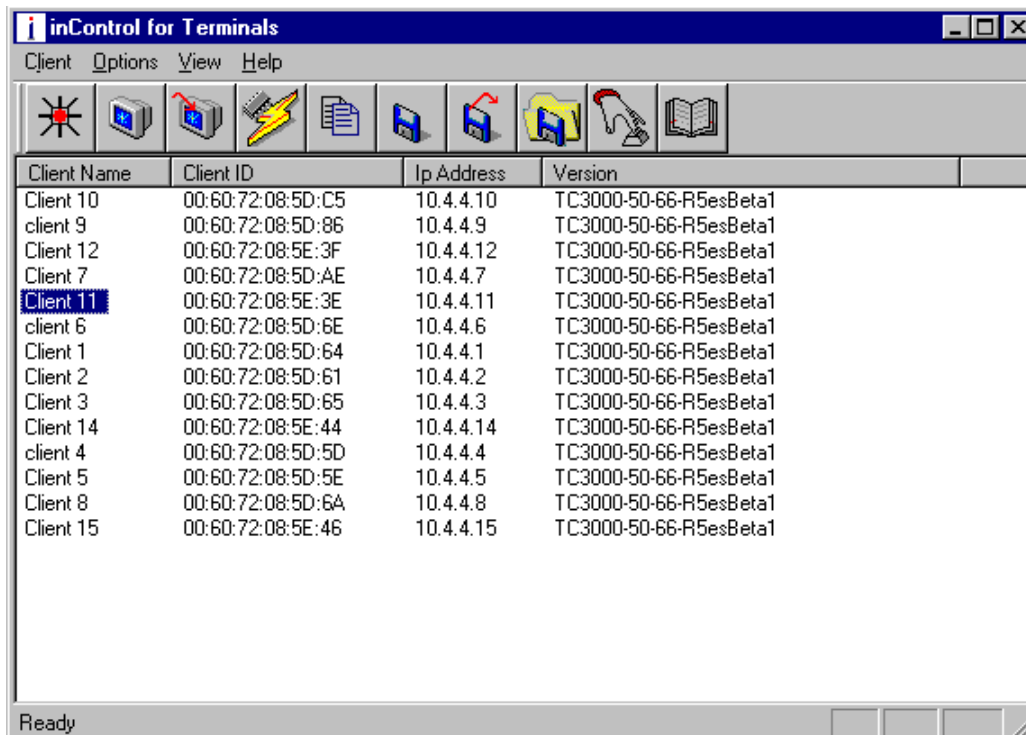 inControl for Terminals
Client Options View Help
Client Name Client ID Ip Address Version
Client 10 00:60:72:08:5D:C5 10.4.4.10 TC3000-50-66-R5esBeta1
client 9 00:60:72:08:5D:86 10.4.4.9 TC3000-50-66-R5esBeta1
Client 12 00:60:72:08:5E:3F 10.4.4.12 TC3000-50-66-R5esBeta1
Client 7 00:60:72:08:5D:AE 10.4.4.7 TC3000-50-66-R5esBeta1
Client 11 00:60:72:08:5E:3E 10.4.4.11 TC3000-50-66-R5esBeta1
client 6 00:60:72:08:5D:6E 10.4.4.6 TC3000-50-66-R5esBeta1
Client 1 00:60:72:08:5D:64 10.4.4.1 TC3000-50-66-R5esBeta1
Client 2 00:60:72:08:5D:61 10.4.4.2 TC3000-50-66-R5esBeta1
Client 3 00:60:72:08:5D:65 10.4.4.3 TC3000-50-66-R5esBeta1
Client 14 00:60:72:08:5E:44 10.4.4.14 TC3000-50-66-R5esBeta1
client 4 00:60:72:08:5D:5D 10.4.4.4 TC3000-50-66-R5esBeta1
Client 5 00:60:72:08:5D:5E 10.4.4.5 TC3000-50-66-R5esBeta1
Client 8 00:60:72:08:5D:6A 10.4.4.8 TC3000-50-66-R5esBeta1
Client 15 00:60:72:08:5E:46 10.4.4.15 TC3000-50-66-R5esBeta1
Ready